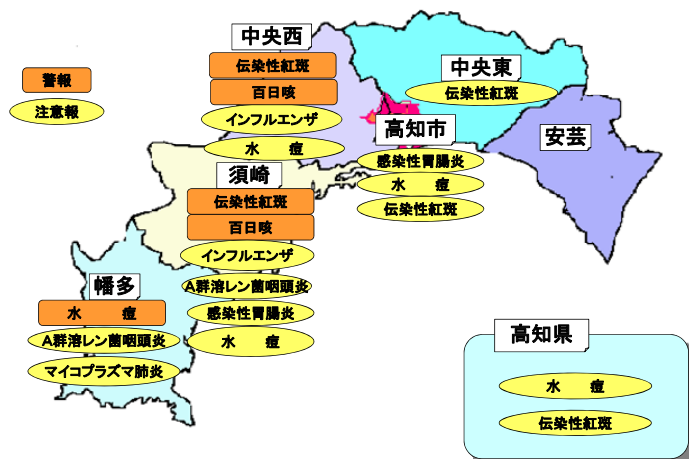 警報
注意報
中央西
伝染性紅斑
百日咳
インフルエンザ
水　痘
中央東
伝染性紅斑
高知市
感染性胃腸炎
水　痘
伝染性紅斑
安芸
須崎
伝染性紅斑
百日咳
インフルエンザ
A群溶レン菌咽頭炎
感染性胃腸炎
水　痘
幡多
水　痘
A群溶レン菌咽頭炎
マイコプラズマ肺炎
高知県
水　痘
伝染性紅斑